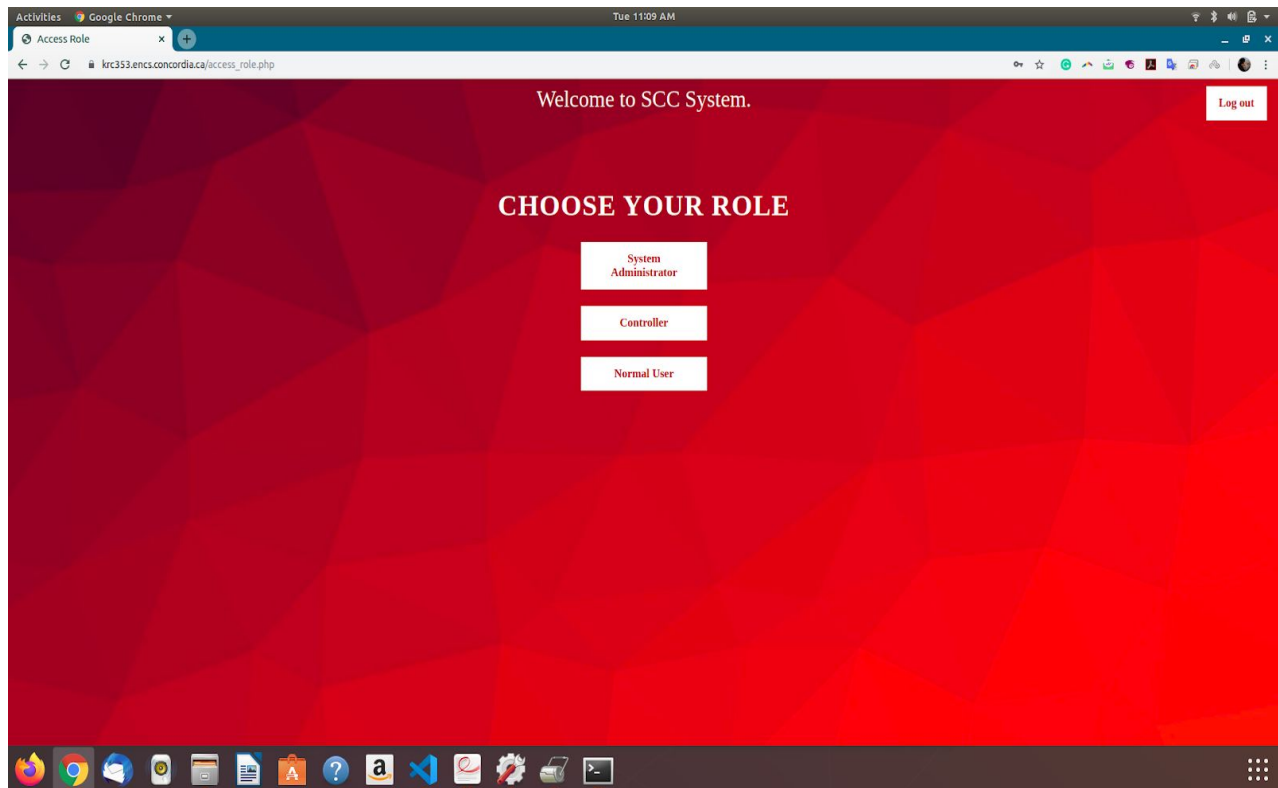 Activities Google Chrome Tue 11:09 AM
Access Role
krc353.encs.concordia.ca/access_role.php
Welcome to SCC System.
Log out
CHOOSE YOUR ROLE
System
Administrator
Controller
Normal User